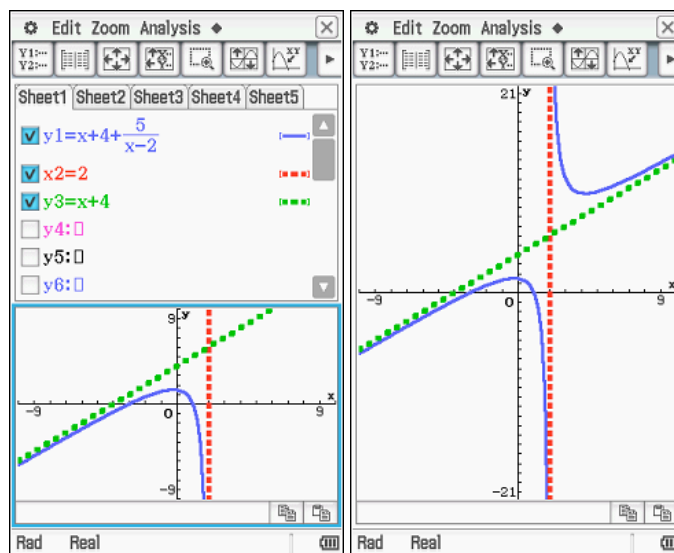 Edit Zoom Analysis
Y1:...
Y2:...
XY
Sheet1 Sheet2 Sheet3 Sheet4 Sheet5
y1=x+4+5/(x-2)
x2=2
y3=x+4
y4:▯
y5:▯
y6:▯
9 y
x
-9 0 9
-9
Rad Real
Edit Zoom Analysis
Y1:...
Y2:...
XY
21 y
x
-9 0 9
-21
Rad Real